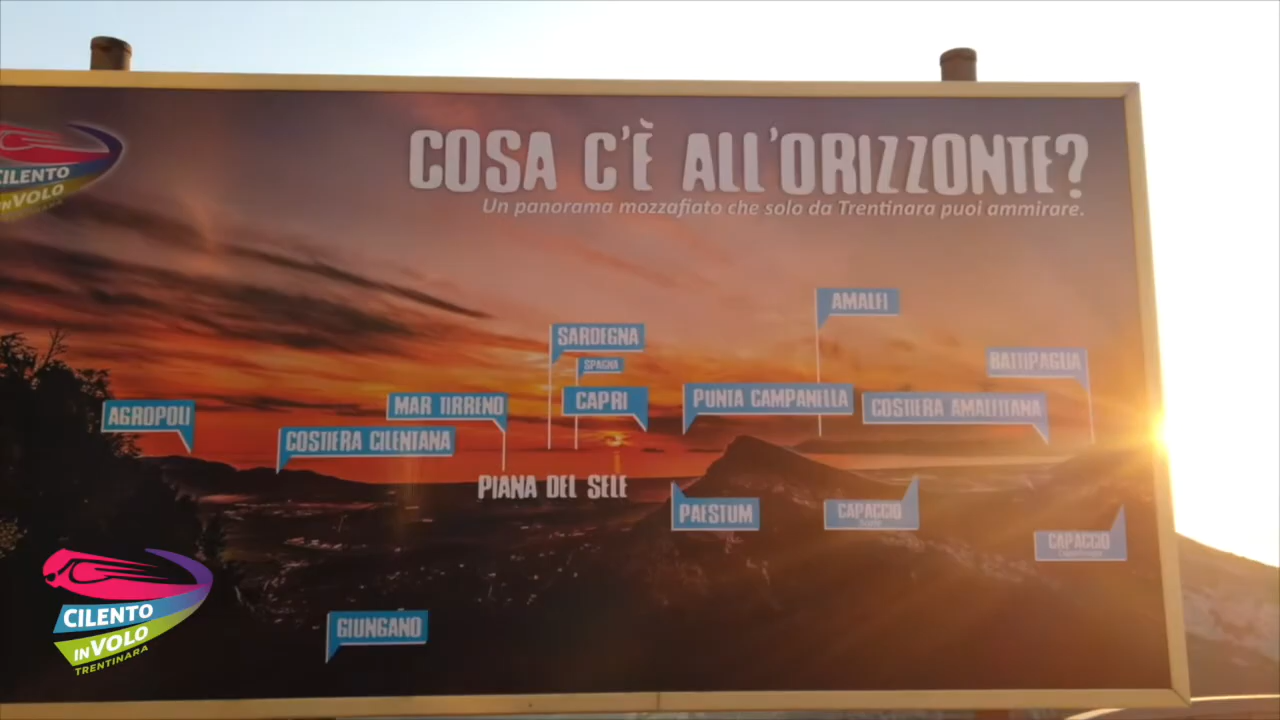 CILENTO
INVOLO
COSA C'È ALL'ORIZZONTE?
Un panorama mozzafiato che solo da Trentinara puoi ammirare.
AMALFI
SARDEGNA
SPAGNA
BATTIPAGLIA
CAPRI
PUNTA CAMPANELLA
COSTIERA AMALFITANA
MAR TIRRENO
AGROPOLI
COSTIERA CILENTANA
PIANA DEL SELE
PAESTUM
CAPACCIO
Scalo
CAPACCIO
GIUNGANO
CILENTO
INVOLO
TRENTINARA